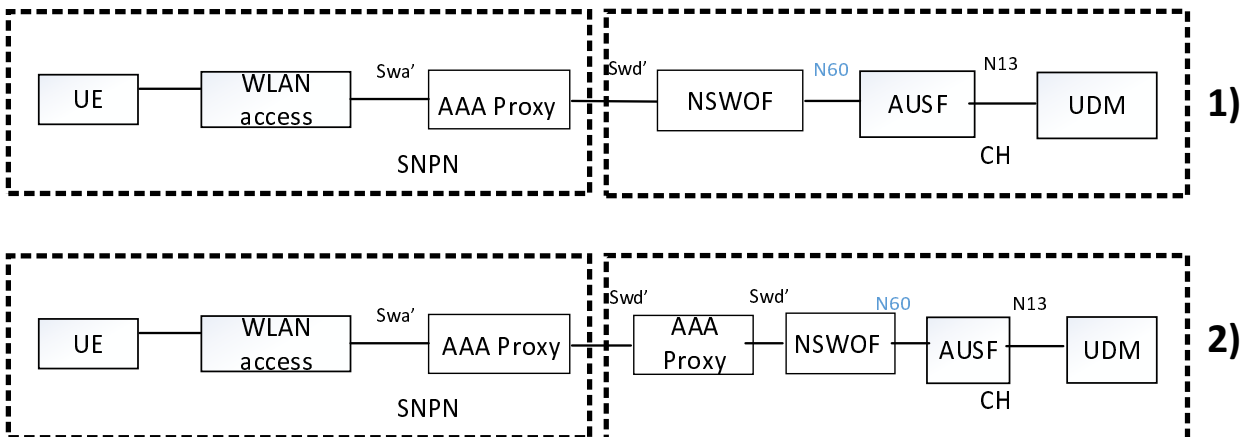 Swa’
Swd’
N60
N13
UE
WLAN
access
AAA Proxy
NSWOF
AUSF
UDM
1)
SNPN
CH
Swa’
Swd’
Swd’
N60
N13
UE
WLAN
access
AAA Proxy
AAA
Proxy
NSWOF
AUSF
UDM
2)
SNPN
CH